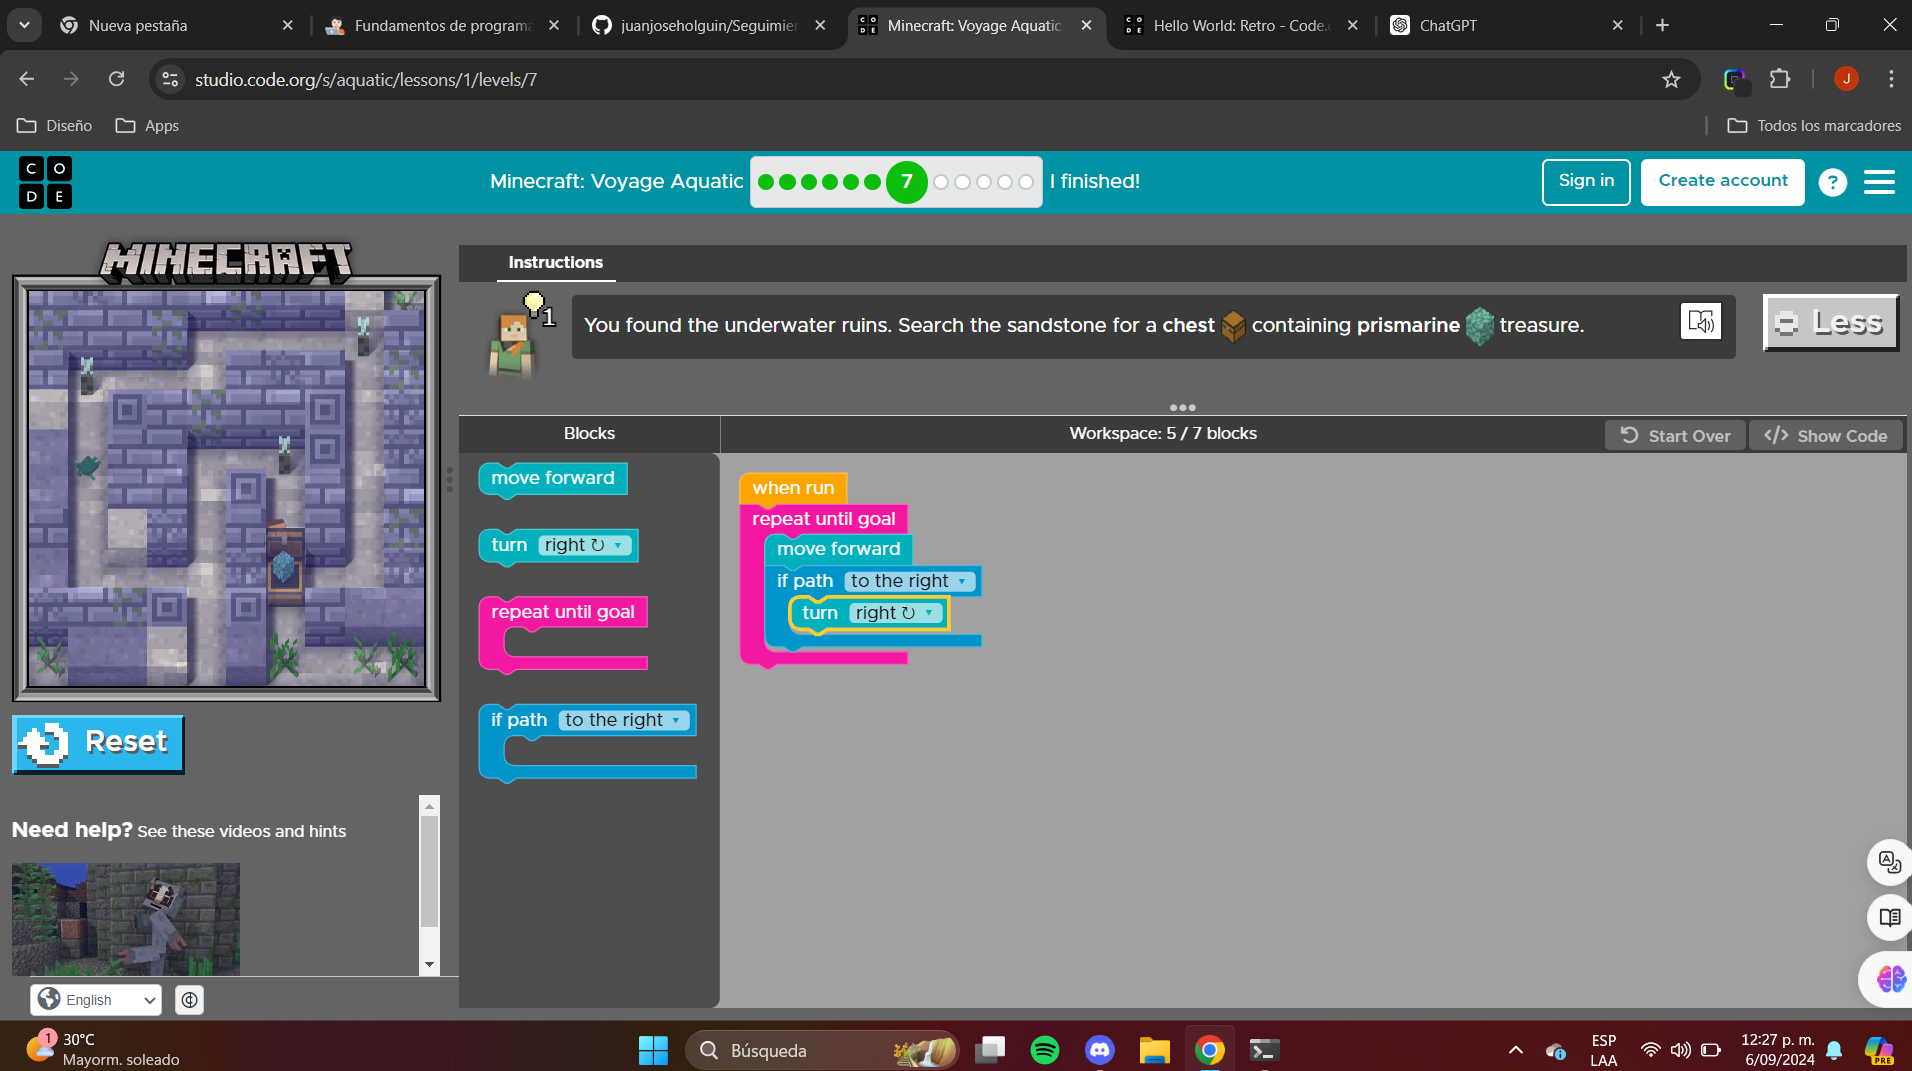 Nueva pestaña
Fundamentos de programa
juanjoseholguin/Seguimier
Minecraft: Voyage Aquatic
Hello World: Retro - Code.
ChatGPT
studio.code.org/s/aquatic/lessons/1/levels/7
J
Diseño
Apps
Todos los marcadores
C O
D E
Minecraft: Voyage Aquatic
7
I finished!
Sign in
Create account
?
MINECRAFT
Instructions
1
You found the underwater ruins. Search the sandstone for a chest containing prismarine treasure.
Less
Blocks
Workspace: 5 / 7 blocks
Start Over
Show Code
move forward
turn right ↻
repeat until goal
if path to the right
when run
repeat until goal
move forward
if path to the right
turn right ↻
Reset
Need help? See these videos and hints
English
1
30°C
Mayorm. soleado
Búsqueda
ESP
LAA
12:27 p. m.
6/09/2024
PRE